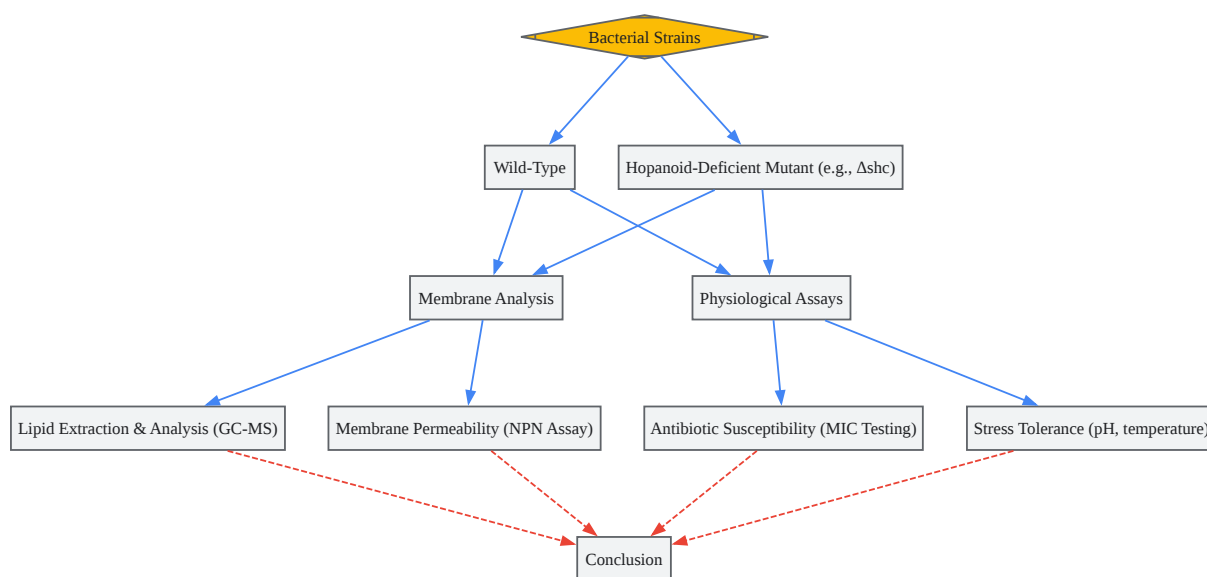 Bacterial Strains
Wild-Type
Hopanoid-Deficient Mutant (e.g., Δshc)
Membrane Analysis
Physiological Assays
Lipid Extraction & Analysis (GC-MS)
Membrane Permeability (NPN Assay)
Antibiotic Susceptibility (MIC Testing)
Stress Tolerance (pH, temperature)
Conclusion